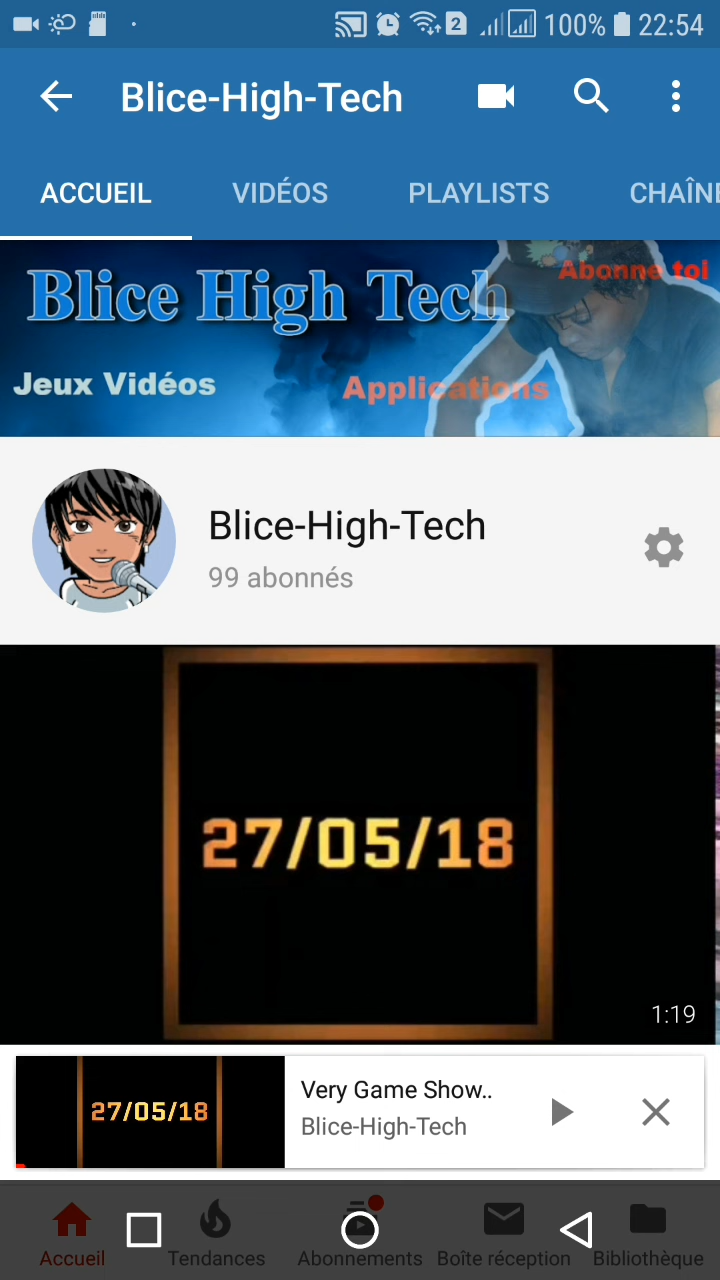 2 100% 22:54
Blice-High-Tech
ACCUEIL VIDÉOS PLAYLISTS CHAÎNE
Blice High Tech
Abonne toi
Jeux Vidéos
Applications
Blice-High-Tech
99 abonnés
27/05/18
1:19
27/05/18
Very Game Show..
Blice-High-Tech
Accueil Tendances Abonnements Boîte réception Bibliothèque